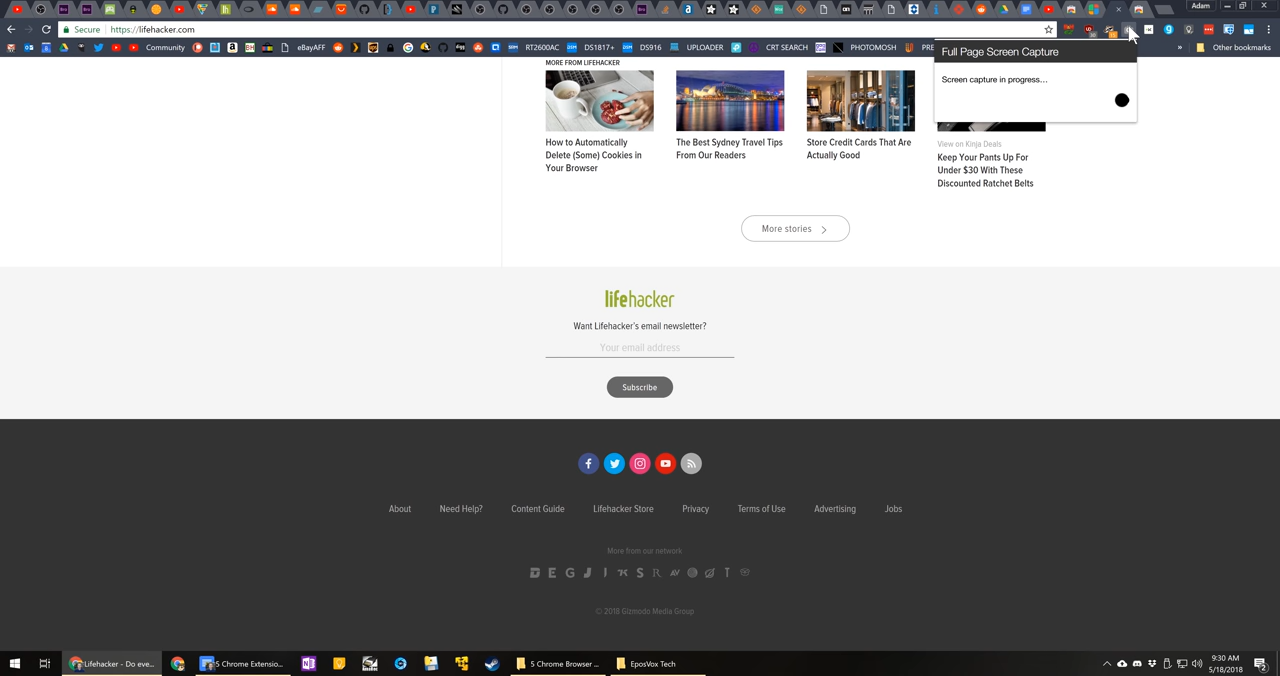 Adam
Secure
https://lifehacker.com
Community
eBayAFF
RT2600AC
DS1817+
DS916
UPLOADER
CRT SEARCH
PHOTOMOSH
PRE
»
Other bookmarks
Full Page Screen Capture
Screen capture in progress...
MORE FROM LIFEHACKER
How to Automatically
Delete (Some) Cookies in
Your Browser
The Best Sydney Travel Tips
From Our Readers
Store Credit Cards That Are
Actually Good
View on Kinja Deals
Keep Your Pants Up For
Under $30 With These
Discounted Ratchet Belts
More stories
lifehacker
Want Lifehacker's email newsletter?
Your email address
Subscribe
About Need Help? Content Guide Lifehacker Store Privacy Terms of Use Advertising Jobs
More from our network
© 2018 Gizmodo Media Group
Lifehacker - Do eve...
5 Chrome Extensio...
5 Chrome Browser ...
EposVox Tech
9:30 AM
5/18/2018